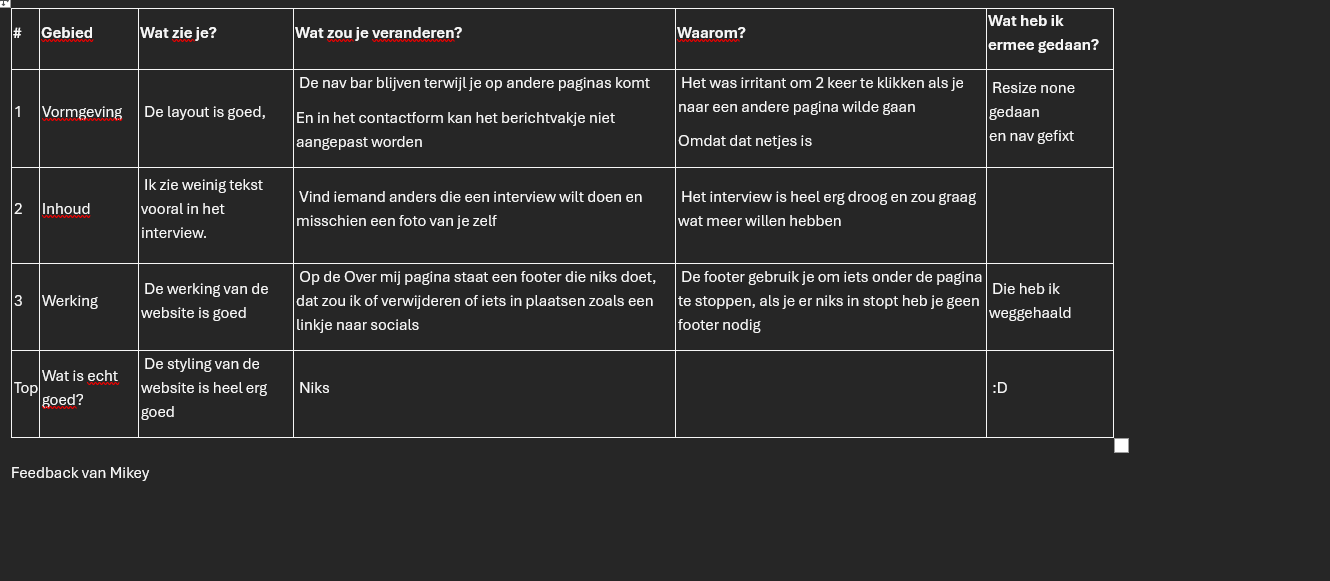 # Gebied Wat zie je? Wat zou je veranderen? Waarom? Wat heb ik
ermee gedaan?
1 Vormgeving De layout is goed,
De nav bar blijven terwijl je op andere paginas komt
En in het contactform kan het berichtvakje niet
aangepast worden
Het was irritant om 2 keer te klikken als je
naar een andere pagina wilde gaan
Omdat dat netjes is
Resize none
gedaan
en nav gefixt
2 Inhoud
Ik zie weinig tekst
vooral in het
interview.
Vind iemand anders die een interview wilt doen en
misschien een foto van je zelf
Het interview is heel erg droog en zou graag
wat meer willen hebben
3 Werking
De werking van de
website is goed
Op de Over mij pagina staat een footer die niks doet,
dat zou ik of verwijderen of iets in plaatsen zoals een
linkje naar socials
De footer gebruik je om iets onder de pagina
te stoppen, als je er niks in stopt heb je geen
footer nodig
Die heb ik
weggehaald
Top
Wat is echt
goed?
De styling van de
website is heel erg
goed
Niks
:D
Feedback van Mikey